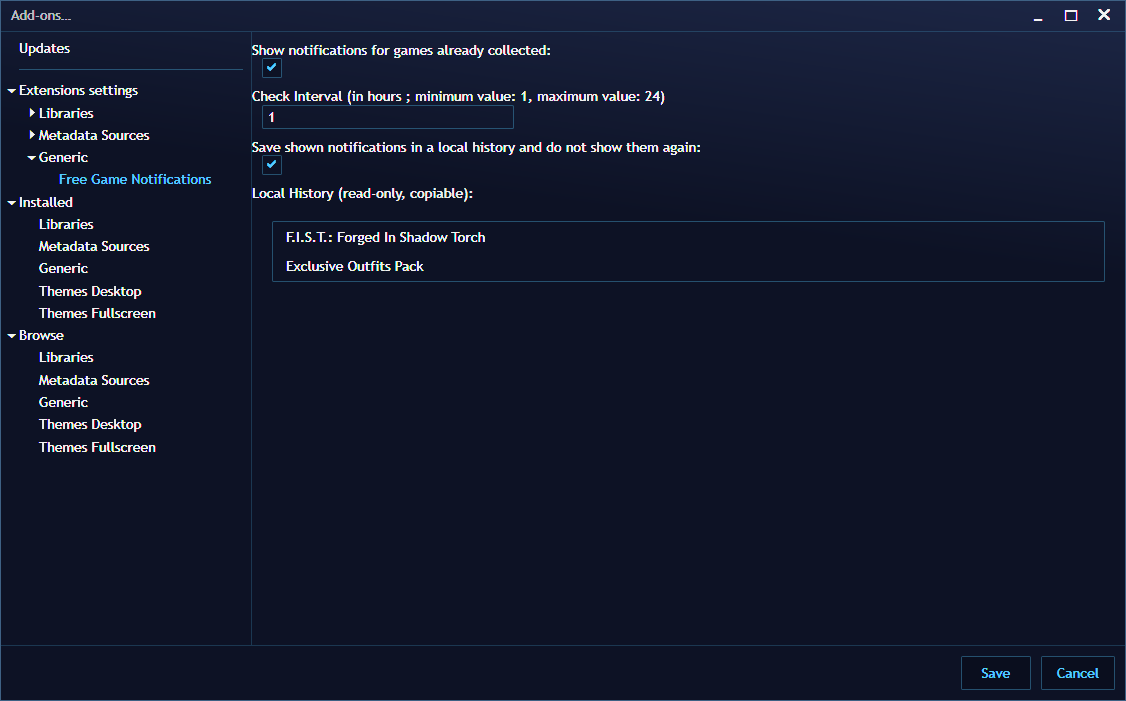 Add-ons...
Updates
Extensions settings
Libraries
Metadata Sources
Generic
Free Game Notifications
Installed
Libraries
Metadata Sources
Generic
Themes Desktop
Themes Fullscreen
Browse
Libraries
Metadata Sources
Generic
Themes Desktop
Themes Fullscreen
Show notifications for games already collected:
Check Interval (in hours ; minimum value: 1, maximum value: 24)
1
Save shown notifications in a local history and do not show them again:
Local History (read-only, copiable):
F.I.S.T.: Forged In Shadow Torch
Exclusive Outfits Pack
Save
Cancel